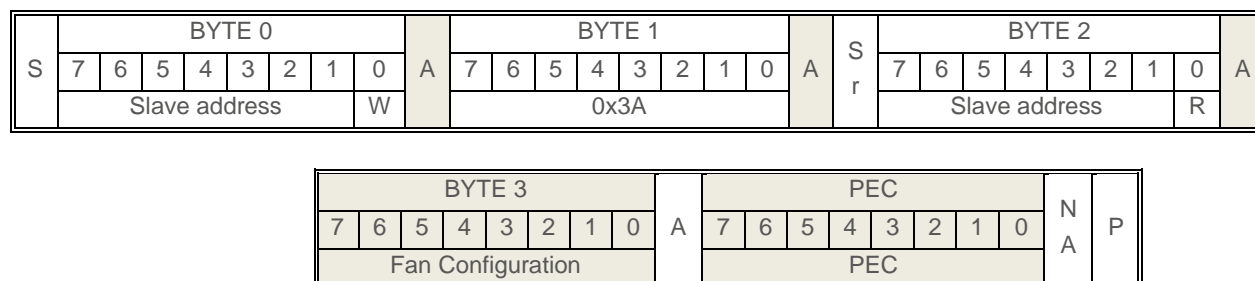 BYTE 0 BYTE 1 BYTE 2
S 7 6 5 4 3 2 1 0 A 7 6 5 4 3 2 1 0 A Sr 7 6 5 4 3 2 1 0 A
Slave address W 0x3A Slave address R
BYTE 3 PEC
7 6 5 4 3 2 1 0 A 7 6 5 4 3 2 1 0 NA P
Fan Configuration PEC